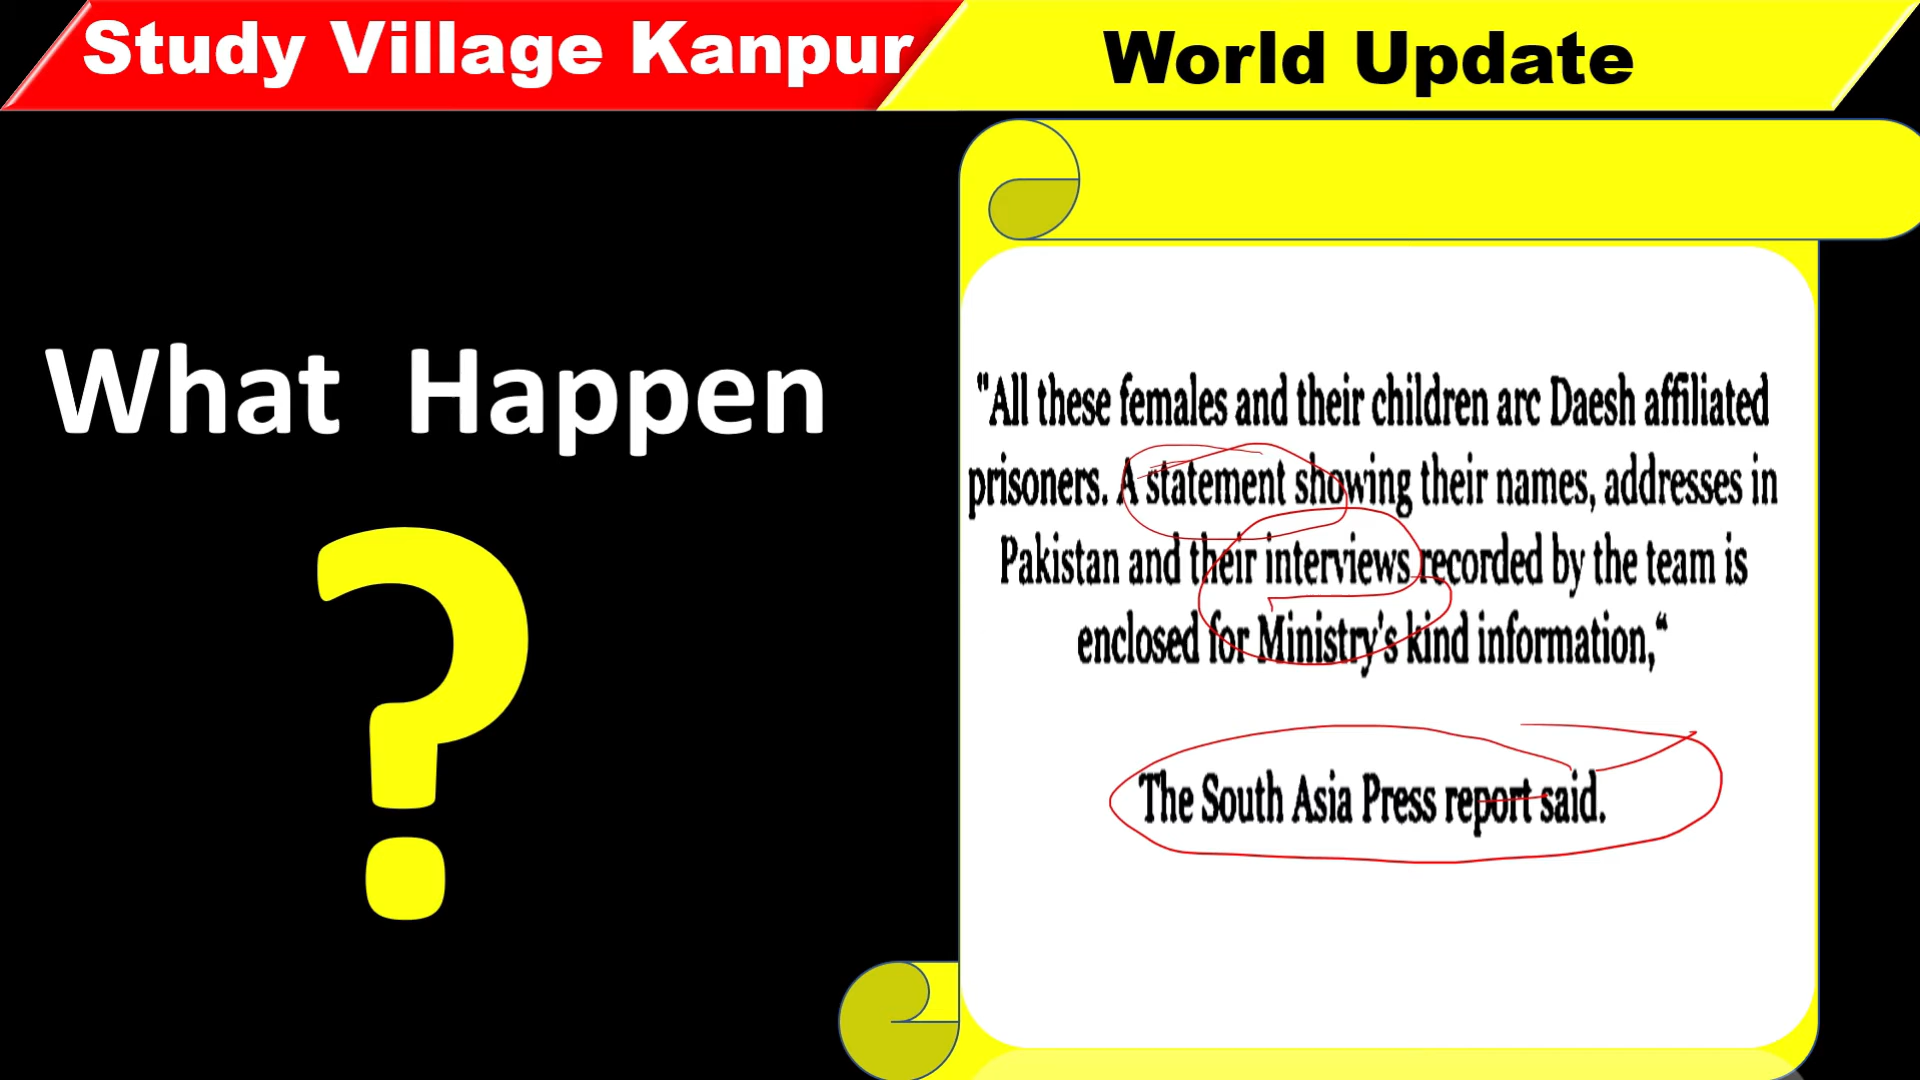 Study Village Kanpur
World Update
What Happen
?
"All these females and their children arc Daesh affiliated
prisoners. A statement showing their names, addresses in
Pakistan and their interviews recorded by the team is
enclosed for Ministry's kind information,“
The South Asia Press report said.